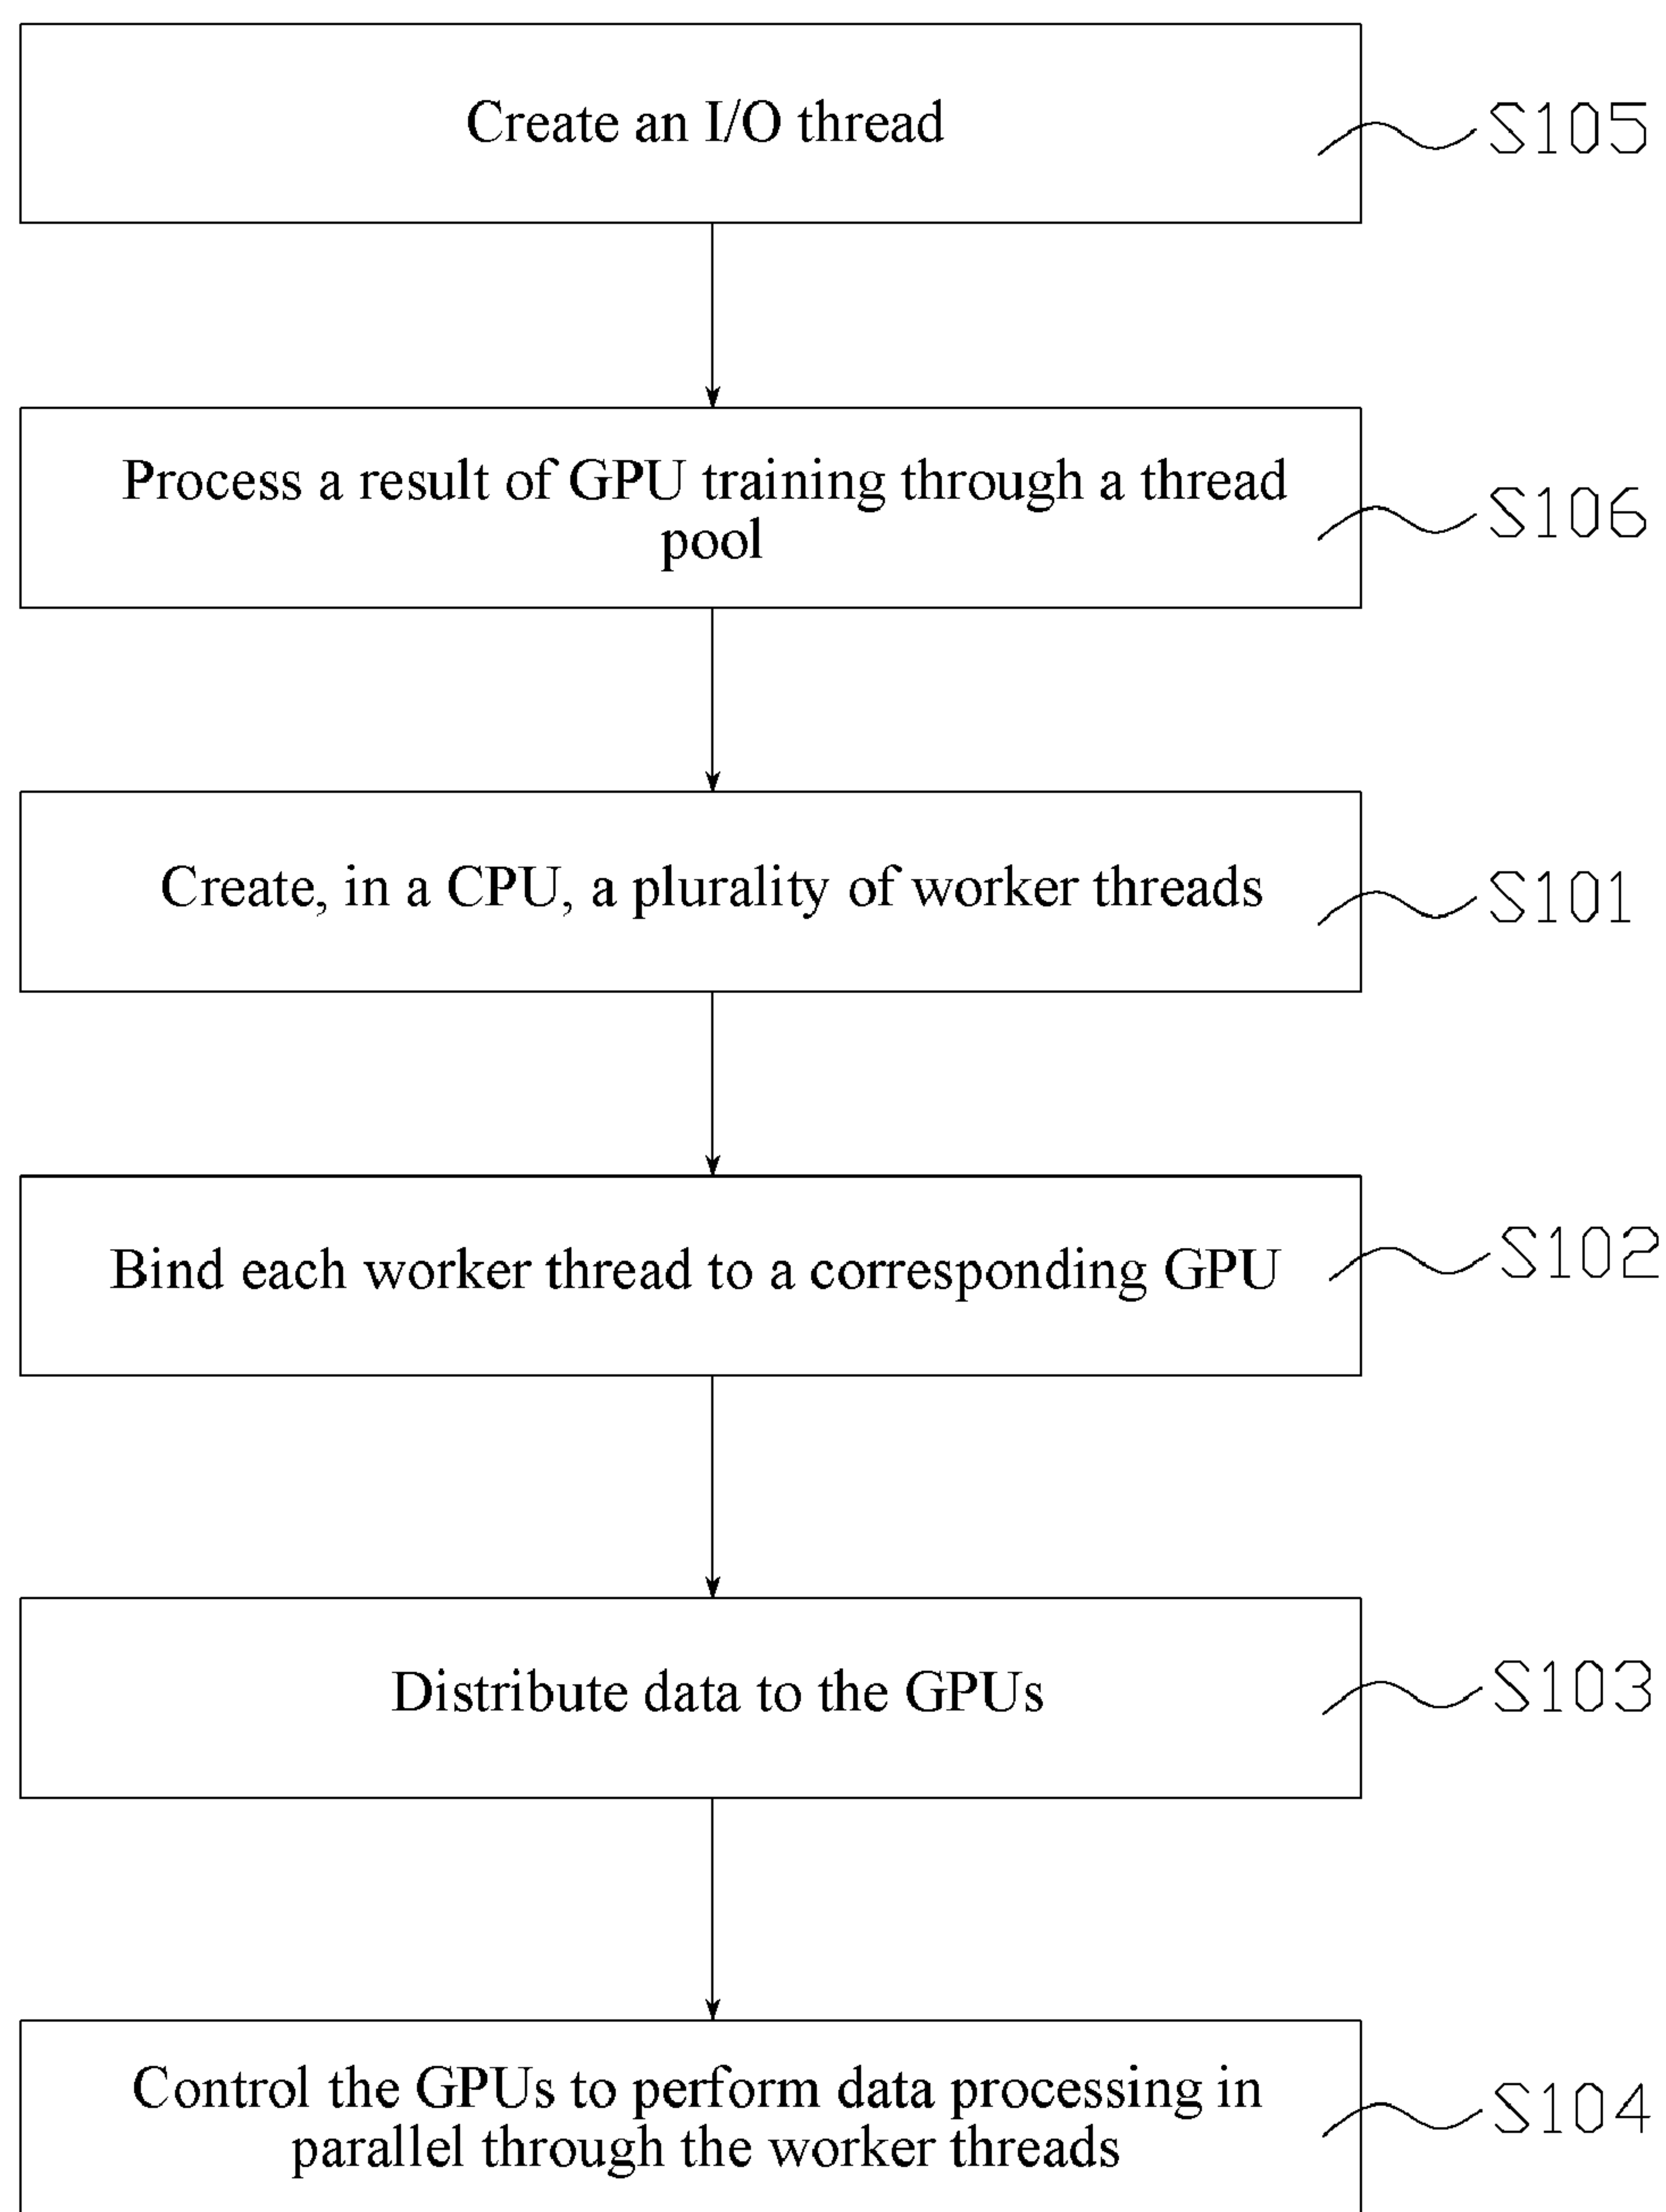 Create an I/O thread
S105
Process a result of GPU training through a thread
pool
S106
Create, in a CPU, a plurality of worker threads
S101
Bind each worker thread to a corresponding GPU
S102
Distribute data to the GPUs
S103
Control the GPUs to perform data processing in
parallel through the worker threads
S104